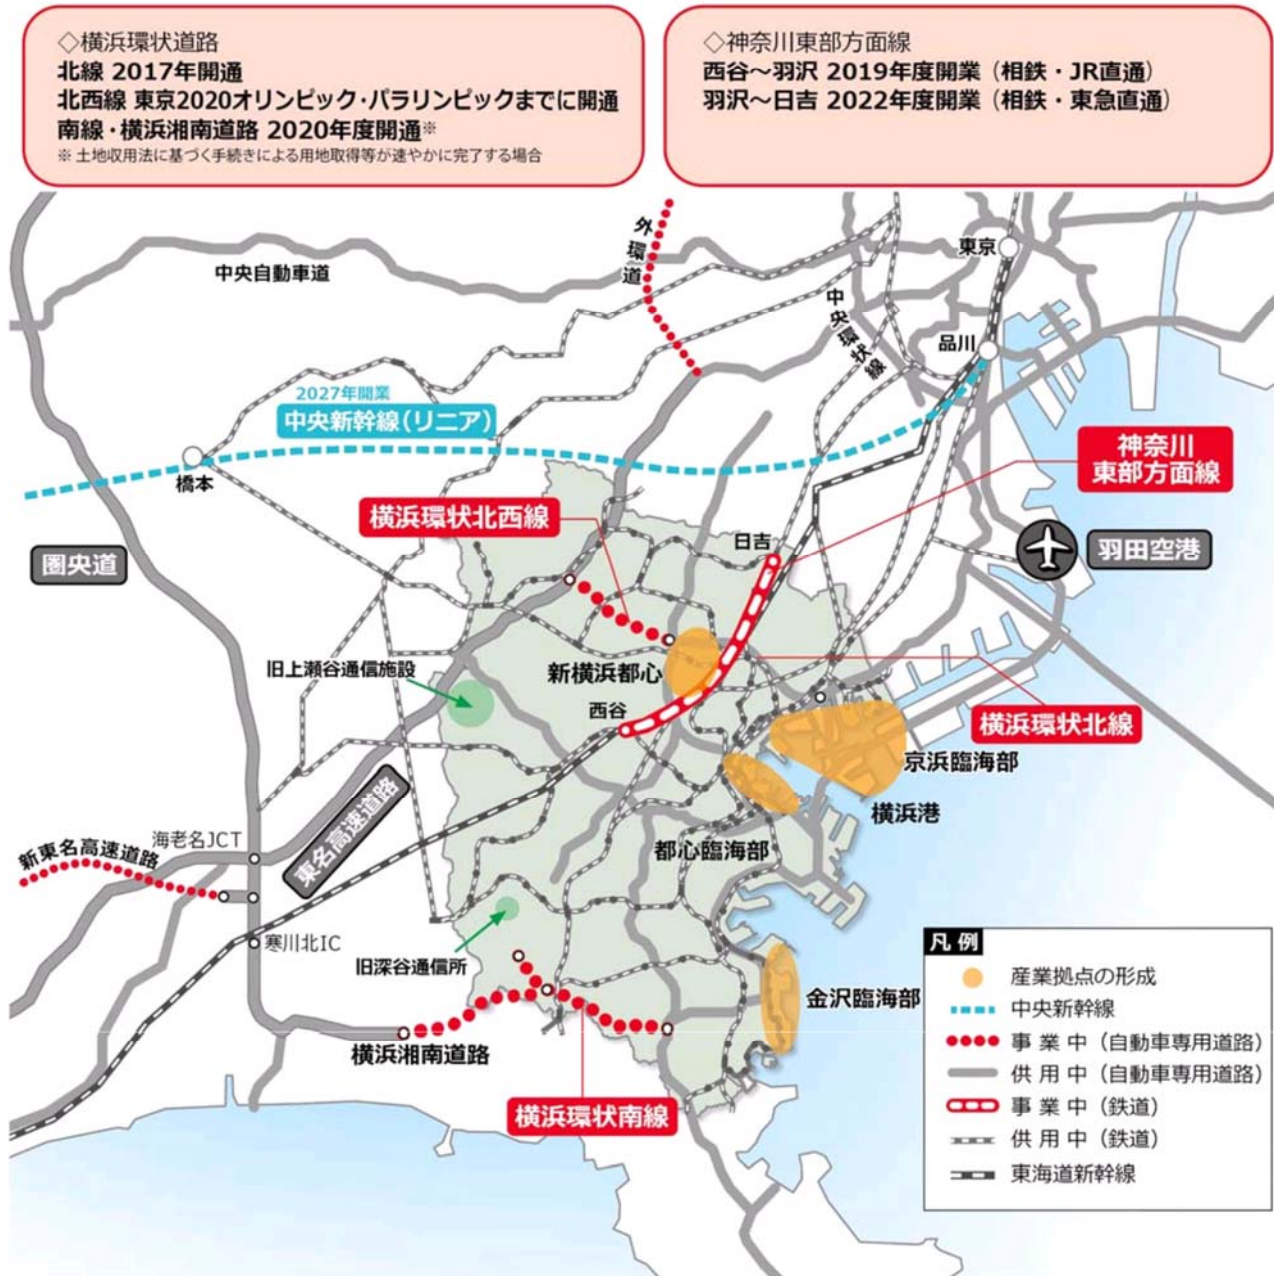 ◇横浜環状道路
北線 2017年開通
北西線 東京2020オリンピック・パラリンピックまでに開通
南線・横浜湘南道路 2020年度開通※
※ 土地収用法に基づく手続きによる用地取得等が速やかに完了する場合
◇神奈川東部方面線
西谷～羽沢 2019年度開業（相鉄・JR直通）
羽沢～日吉 2022年度開業（相鉄・東急直通）
外環道
東京
中央自動車道
中央環状線
品川
2027年開業
中央新幹線(リニア)
神奈川
東部方面線
橋本
横浜環状北西線
日吉
羽田空港
圏央道
旧上瀬谷通信施設
新横浜都心
西谷
横浜環状北線
京浜臨海部
横浜港
東名高速道路
海老名JCT
都心臨海部
新東名高速道路
寒川北IC
旧深谷通信所
金沢臨海部
横浜湘南道路
横浜環状南線
凡例
産業拠点の形成
中央新幹線
事業中（自動車専用道路）
供用中（自動車専用道路）
事業中（鉄道）
供用中（鉄道）
東海道新幹線